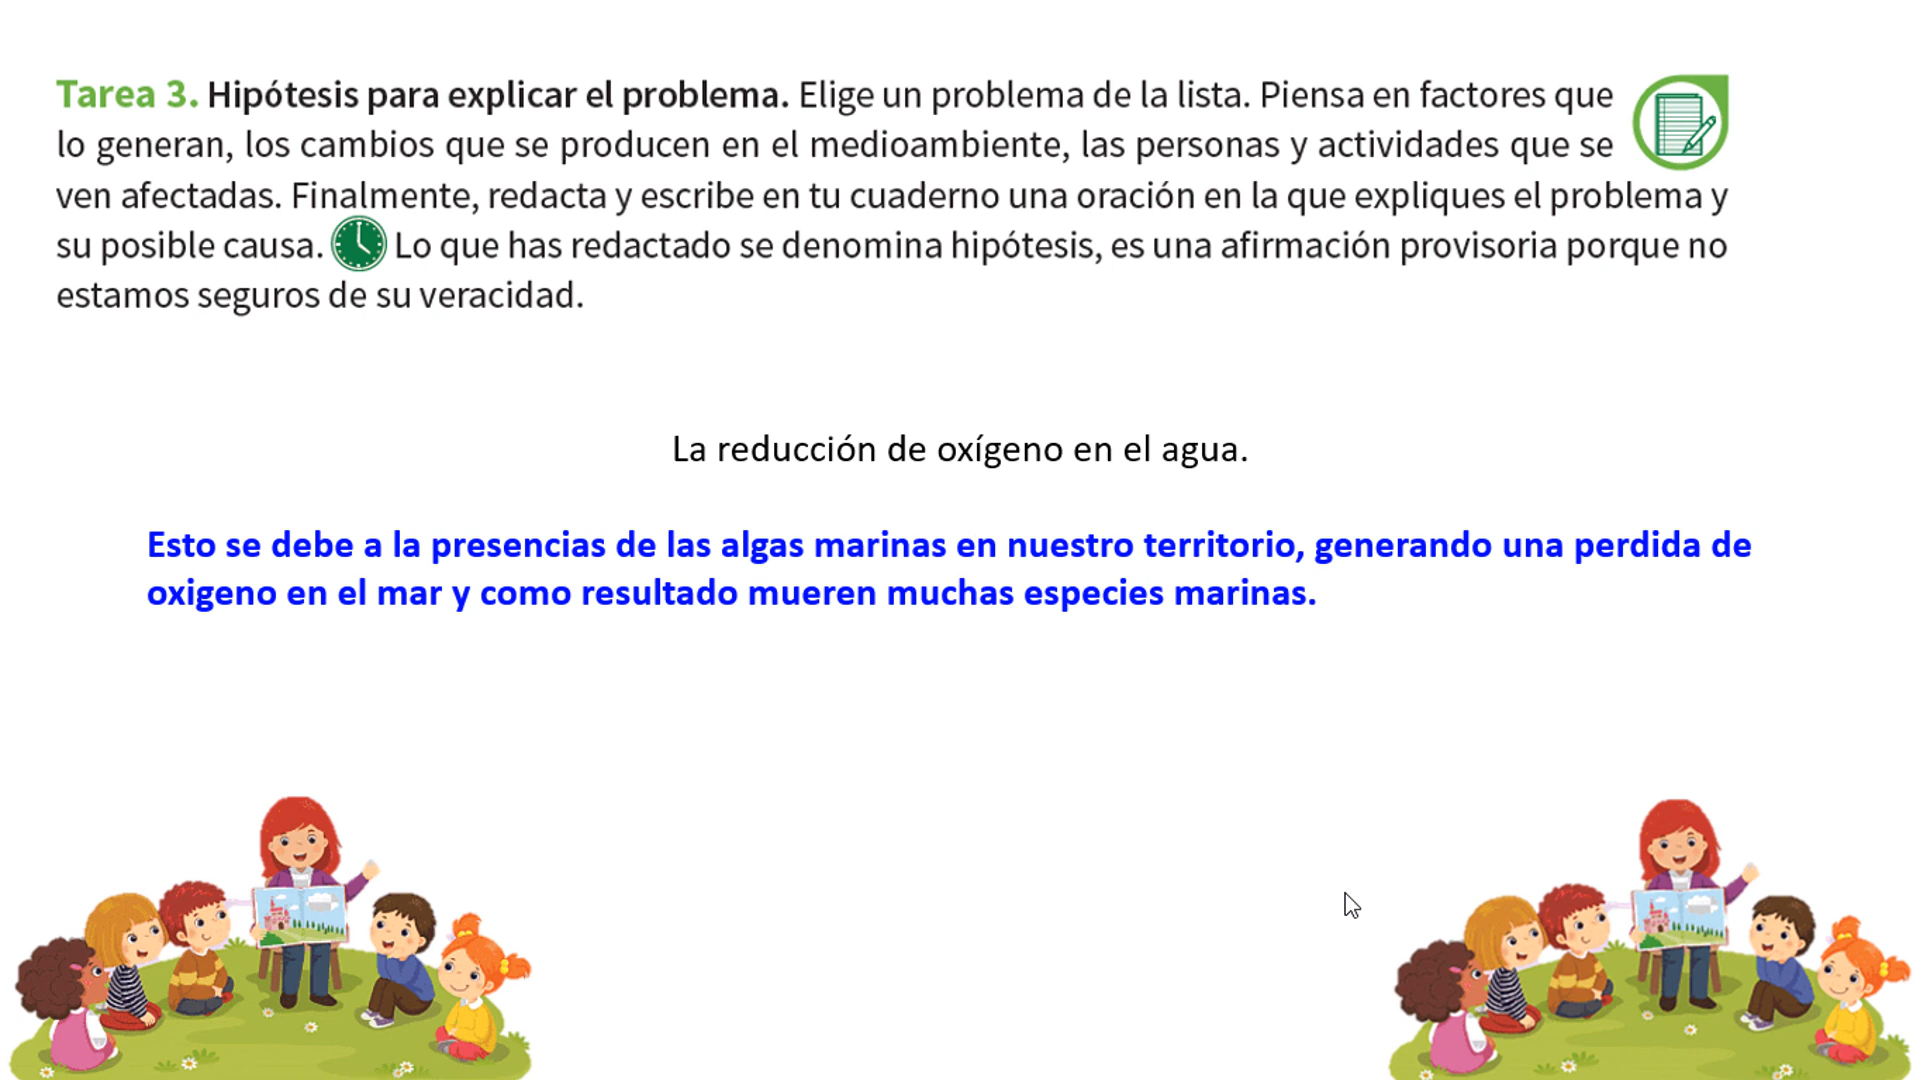 Tarea 3. Hipótesis para explicar el problema. Elige un problema de la lista. Piensa en factores que
lo generan, los cambios que se producen en el medioambiente, las personas y actividades que se
ven afectadas. Finalmente, redacta y escribe en tu cuaderno una oración en la que expliques el problema y
su posible causa. Lo que has redactado se denomina hipótesis, es una afirmación provisoria porque no
estamos seguros de su veracidad.
La reducción de oxígeno en el agua.
Esto se debe a la presencias de las algas marinas en nuestro territorio, generando una perdida de
oxigeno en el mar y como resultado mueren muchas especies marinas.